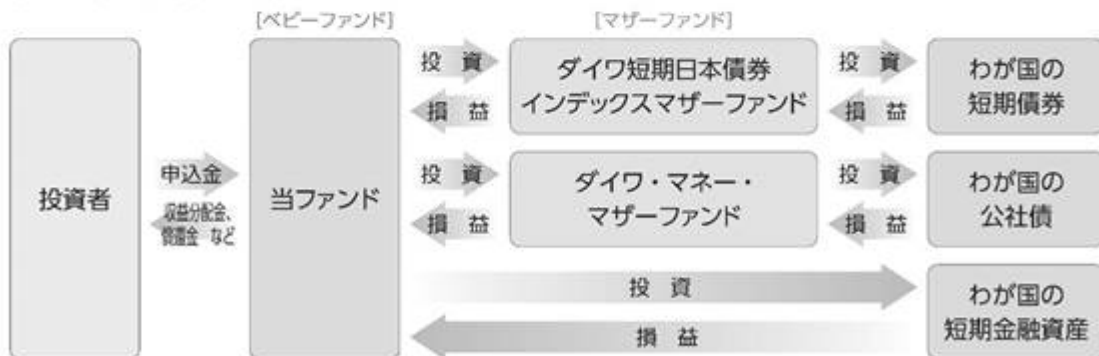 [ベビーファンド]
[マザーファンド]
投資者
申込金
収益分配金、
償還金 など
当ファンド
投 資
損 益
ダイワ短期日本債券
インデックスマザーファンド
投 資
損 益
わが国の
短期債券
投 資
損 益
ダイワ・マネー・
マザーファンド
投 資
損 益
わが国の
公社債
投 資
損 益
わが国の
短期金融資産